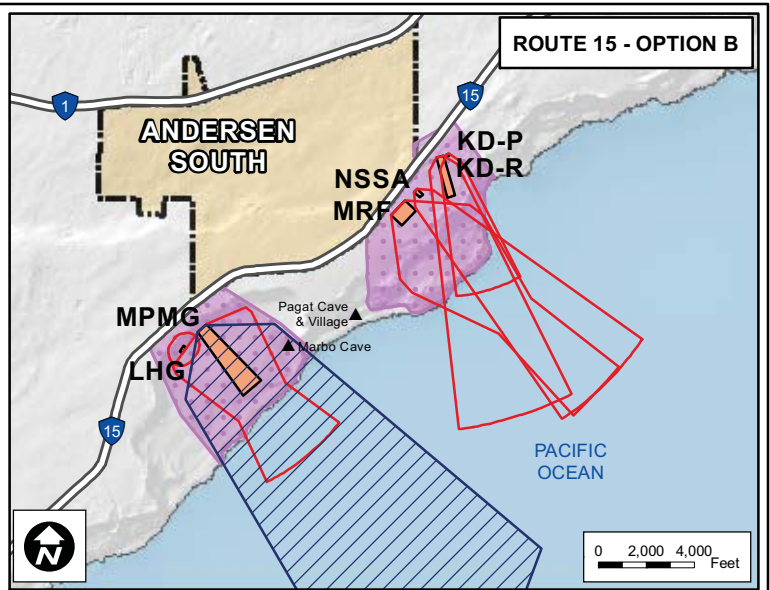 ROUTE 15 - OPTION B
1
15
ANDERSEN
SOUTH
KD-P
KD-R
NSSA
MRF
Pagat Cave
& Village
MPMG
Marbo Cave
LHG
15
PACIFIC
OCEAN
N
0 2,000 4,000
Feet